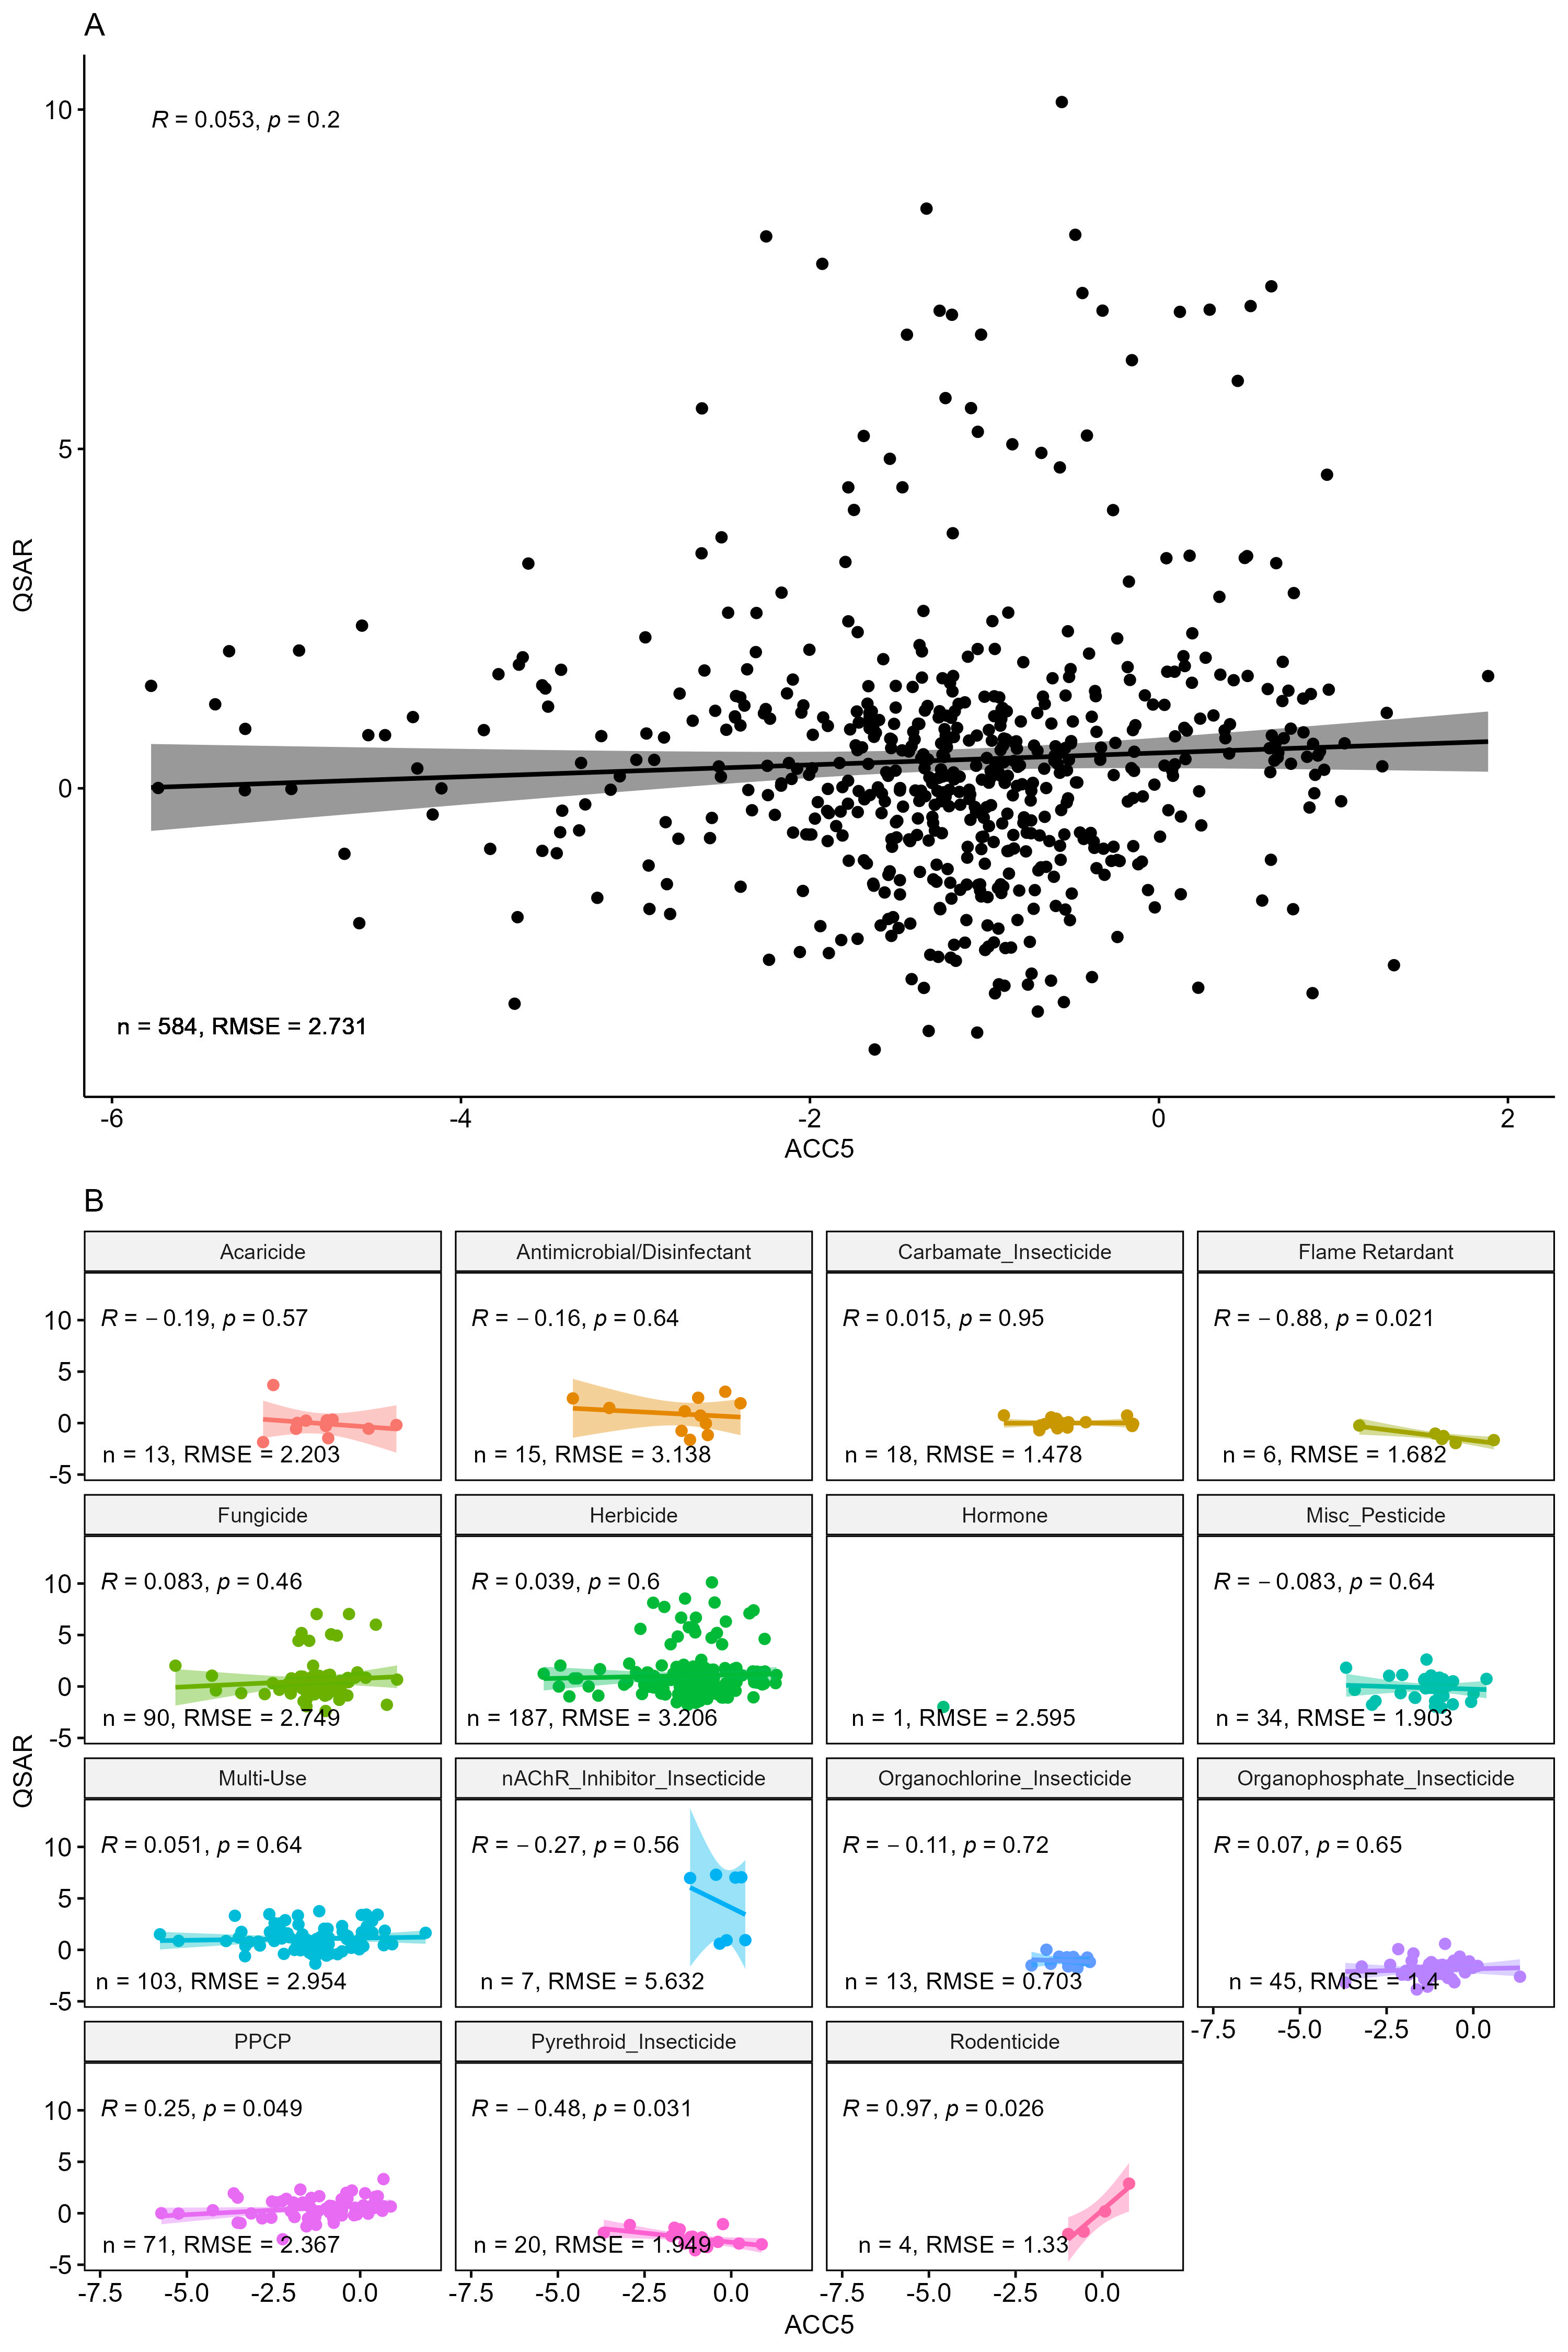 A
10
R = 0.053, p = 0.2
5
QSAR
0
n = 584, RMSE = 2.731
-6 -4 -2 0 2
ACC5
B
Acaricide Antimicrobial/Disinfectant Carbamate_Insecticide Flame Retardant
10 R = − 0.19, p = 0.57 R = − 0.16, p = 0.64 R = 0.015, p = 0.95 R = − 0.88, p = 0.021
5
0
n = 13, RMSE = 2.203 n = 15, RMSE = 3.138 n = 18, RMSE = 1.478 n = 6, RMSE = 1.682
-5
Fungicide Herbicide Hormone Misc_Pesticide
10 R = 0.083, p = 0.46 R = 0.039, p = 0.6 R = − 0.083, p = 0.64
5
0
n = 90, RMSE = 2.749 n = 187, RMSE = 3.206 n = 1, RMSE = 2.595 n = 34, RMSE = 1.903
-5
QSAR
Multi-Use nAChR_Inhibitor_Insecticide Organochlorine_Insecticide Organophosphate_Insecticide
10 R = 0.051, p = 0.64 R = − 0.27, p = 0.56 R = − 0.11, p = 0.72 R = 0.07, p = 0.65
5
0
n = 103, RMSE = 2.954 n = 7, RMSE = 5.632 n = 13, RMSE = 0.703 n = 45, RMSE = 1.4
-5
-7.5 -5.0 -2.5 0.0
PPCP Pyrethroid_Insecticide Rodenticide
10 R = 0.25, p = 0.049 R = − 0.48, p = 0.031 R = 0.97, p = 0.026
5
0
n = 71, RMSE = 2.367 n = 20, RMSE = 1.949 n = 4, RMSE = 1.33
-5
-7.5 -5.0 -2.5 0.0 -7.5 -5.0 -2.5 0.0 -7.5 -5.0 -2.5 0.0
ACC5